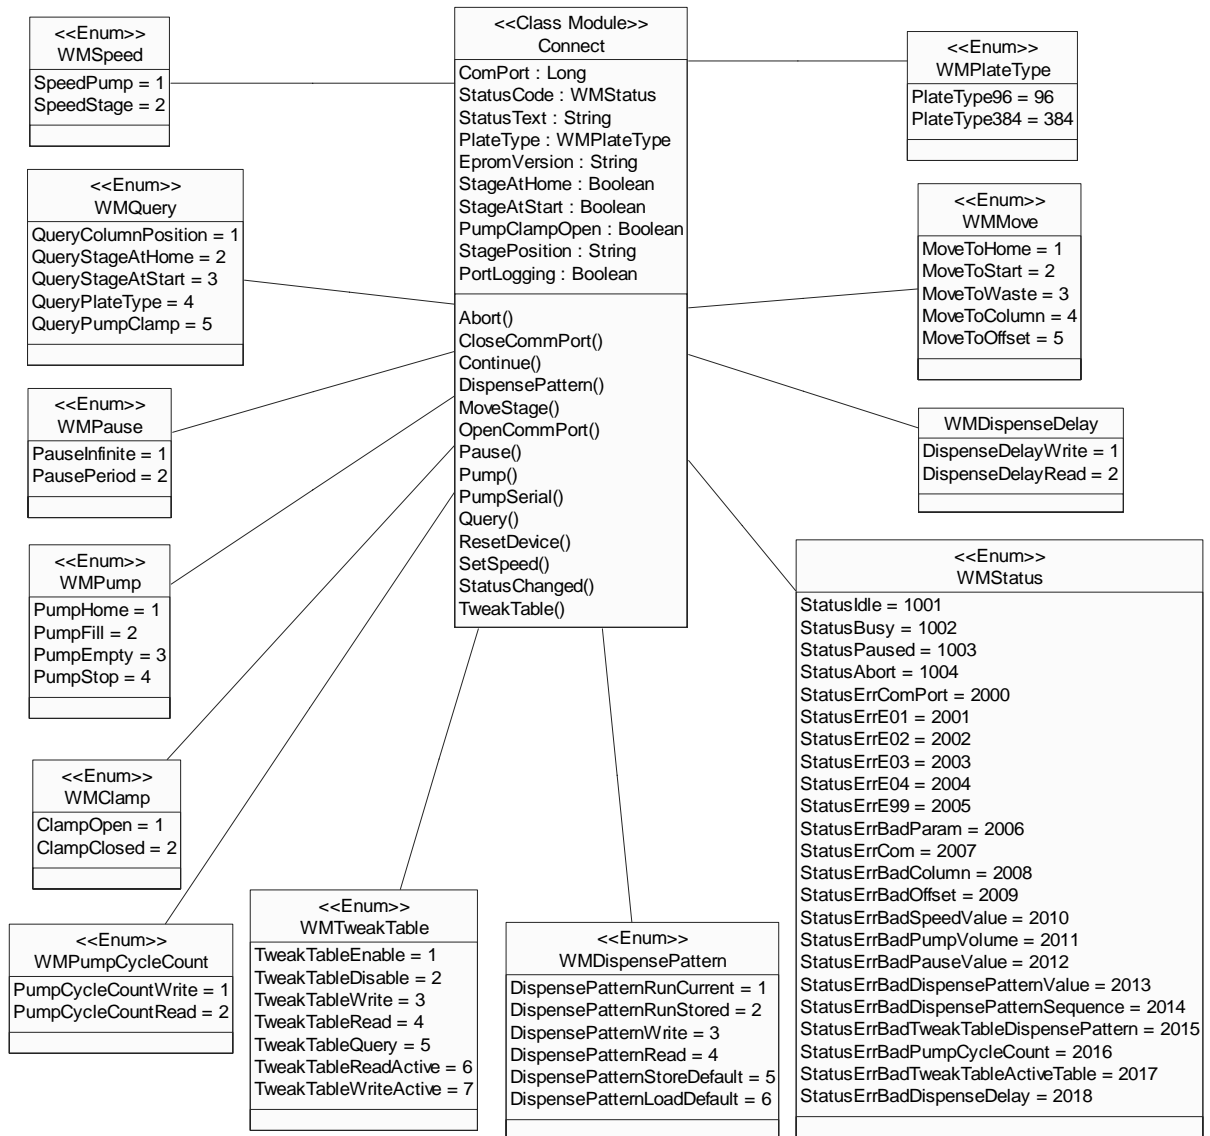 <<Enum>>
WMSpeed
SpeedPump = 1
SpeedStage = 2
<<Class Module>>
Connect
ComPort : Long
StatusCode : WMStatus
StatusText : String
PlateType : WMPlateType
EpromVersion : String
StageAtHome : Boolean
StageAtStart : Boolean
PumpClampOpen : Boolean
StagePosition : String
PortLogging : Boolean
Abort()
CloseCommPort()
Continue()
DispensePattern()
MoveStage()
OpenCommPort()
Pause()
Pump()
PumpSerial()
Query()
ResetDevice()
SetSpeed()
StatusChanged()
TweakTable()
<<Enum>>
WMPlateType
PlateType96 = 96
PlateType384 = 384
<<Enum>>
WMQuery
QueryColumnPosition = 1
QueryStageAtHome = 2
QueryStageAtStart = 3
QueryPlateType = 4
QueryPumpClamp = 5
<<Enum>>
WMMove
MoveToHome = 1
MoveToStart = 2
MoveToWaste = 3
MoveToColumn = 4
MoveToOffset = 5
<<Enum>>
WMPause
PauseInfinite = 1
PausePeriod = 2
WMDispenseDelay
DispenseDelayWrite = 1
DispenseDelayRead = 2
<<Enum>>
WMPump
PumpHome = 1
PumpFill = 2
PumpEmpty = 3
PumpStop = 4
<<Enum>>
WMStatus
StatusIdle = 1001
StatusBusy = 1002
StatusPaused = 1003
StatusAbort = 1004
StatusErrComPort = 2000
StatusErrE01 = 2001
StatusErrE02 = 2002
StatusErrE03 = 2003
StatusErrE04 = 2004
StatusErrE99 = 2005
StatusErrBadParam = 2006
StatusErrCom = 2007
StatusErrBadColumn = 2008
StatusErrBadOffset = 2009
StatusErrBadSpeedValue = 2010
StatusErrBadPumpVolume = 2011
StatusErrBadPauseValue = 2012
StatusErrBadDispensePatternValue = 2013
StatusErrBadDispensePatternSequence = 2014
StatusErrBadTweakTableDispensePattern = 2015
StatusErrBadPumpCycleCount = 2016
StatusErrBadTweakTableActiveTable = 2017
StatusErrBadDispenseDelay = 2018
<<Enum>>
WMClamp
ClampOpen = 1
ClampClosed = 2
<<Enum>>
WMPumpCycleCount
PumpCycleCountWrite = 1
PumpCycleCountRead = 2
<<Enum>>
WMTweakTable
TweakTableEnable = 1
TweakTableDisable = 2
TweakTableWrite = 3
TweakTableRead = 4
TweakTableQuery = 5
TweakTableReadActive = 6
TweakTableWriteActive = 7
<<Enum>>
WMDispensePattern
DispensePatternRunCurrent = 1
DispensePatternRunStored = 2
DispensePatternWrite = 3
DispensePatternRead = 4
DispensePatternStoreDefault = 5
DispensePatternLoadDefault = 6